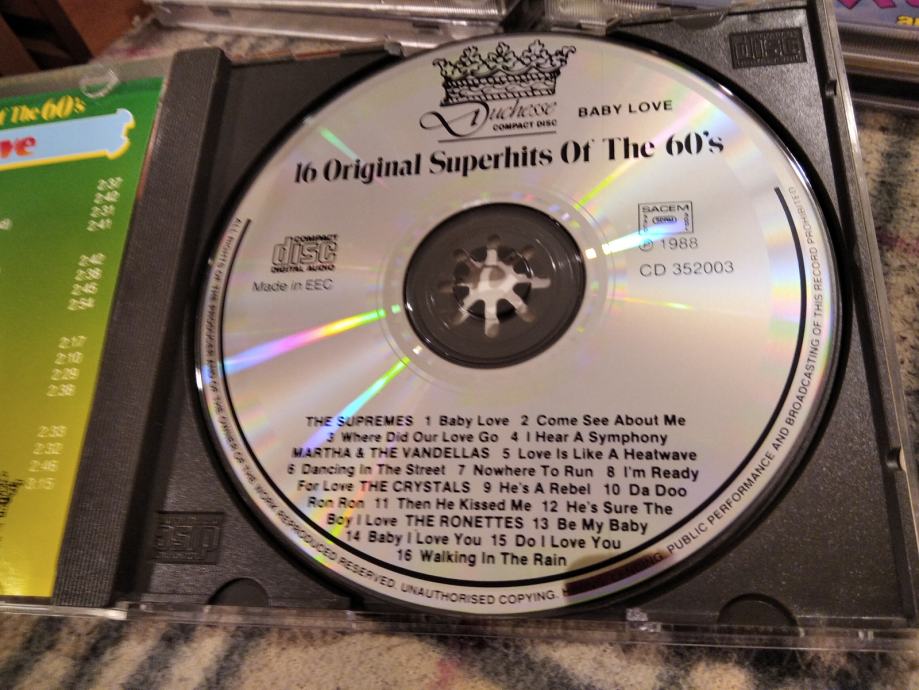 t The 60's
ve
2:37
2:40
2:31
2:41
2:40
2:38
2:45
2:54
2:17
2:10
2:29
2:38
2:33
2:32
2:46
3:15
Duchesse
COMPACT DISC
BABY LOVE
16 Original Superhits Of The 60's
COMPACT
disc
DIGITAL AUDIO
Made in EEC
SACEM
℗ 1988
CD 352003
THE SUPREMES 1 Baby Love 2 Come See About Me
3 Where Did Our Love Go 4 I Hear A Symphony
MARTHA & THE VANDELLAS 5 Love Is Like A Heatwave
6 Dancing In The Street 7 Nowhere To Run 8 I'm Ready
For Love THE CRYSTALS 9 He's A Rebel 10 Da Doo
Ron Ron 11 Then He Kissed Me 12 He's Sure The
Boy I Love THE RONETTES 13 Be My Baby
14 Baby I Love You 15 Do I Love You
16 Walking In The Rain
ALL RIGHTS OF THE PRODUCER AND OF THE OWNER OF THE WORK REPRODUCED RESERVED. UNAUTHORISED COPYING, PUBLIC PERFORMANCE AND BROADCASTING OF THIS RECORD PROHIBITED
disc